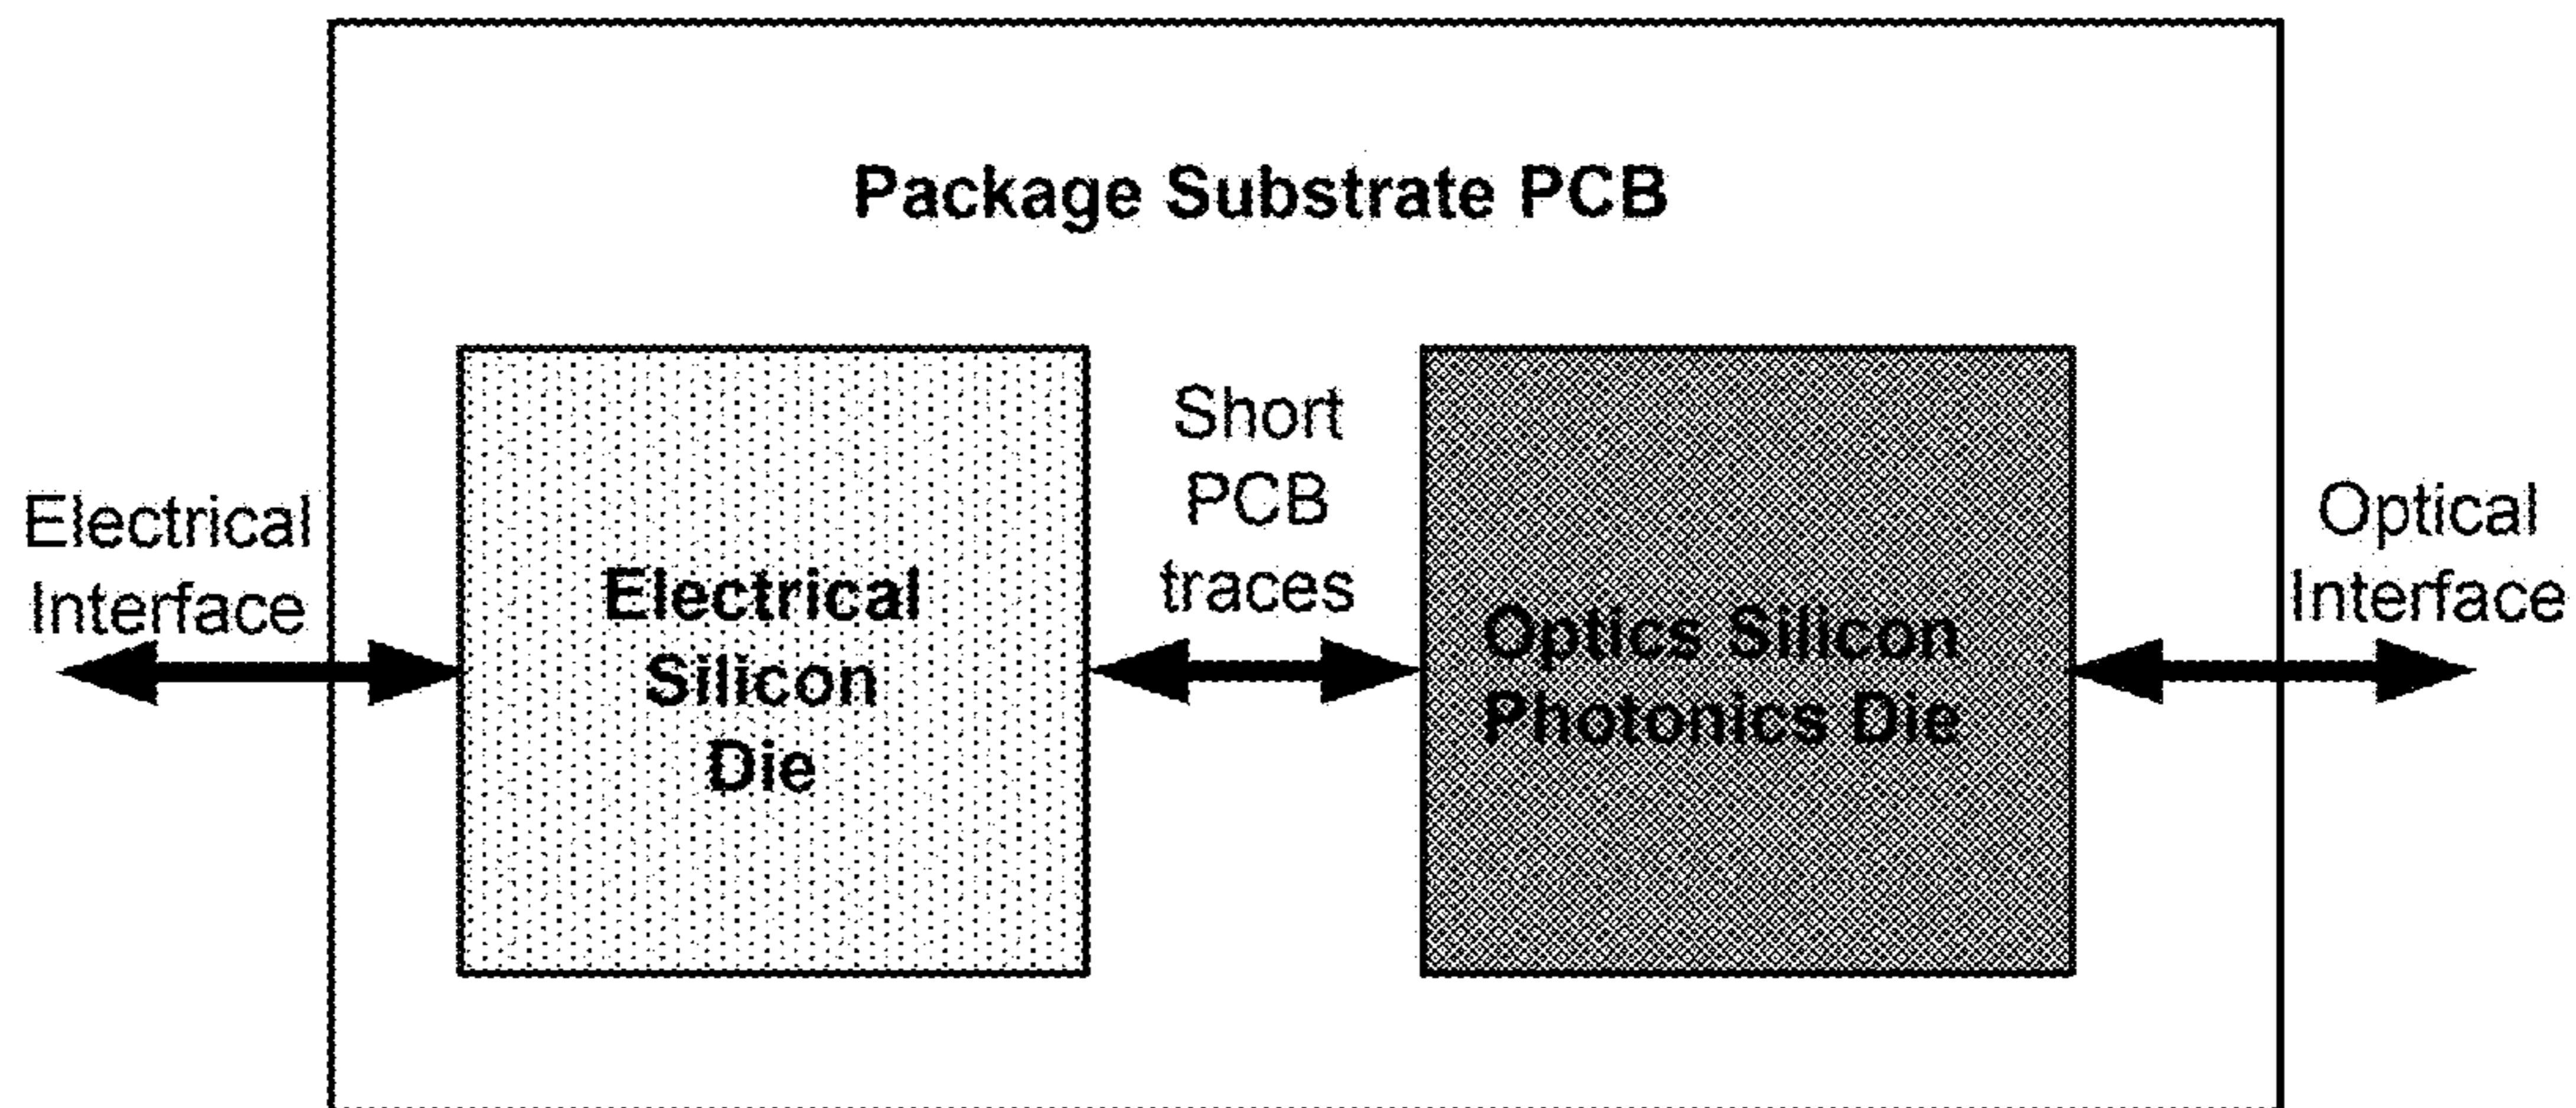 Package Substrate PCB
Electrical
Interface
Electrical
Silicon
Die
Short
PCB
traces
Optics Silicon
Photonics Die
Optical
Interface